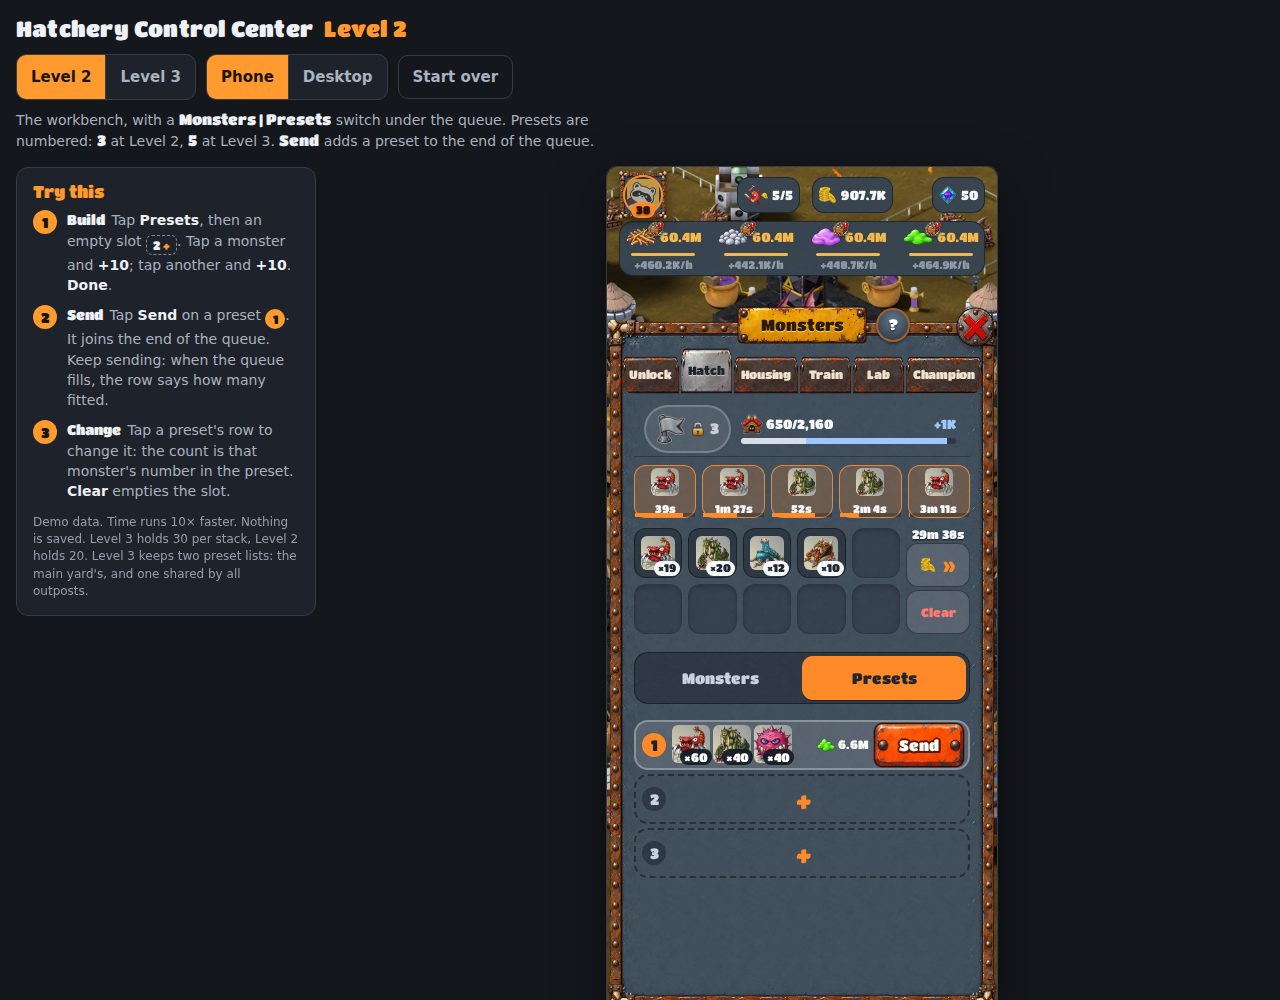 Hatchery Control Center Level 2
Level 2 Level 3 Phone Desktop Start over
The workbench, with a Monsters | Presets switch under the queue. Presets are
numbered: 3 at Level 2, 5 at Level 3. Send adds a preset to the end of the queue.
Try this
1 Build Tap Presets, then an
empty slot 2 +. Tap a monster
and +10; tap another and +10.
Done.
2 Send Tap Send on a preset 1.
It joins the end of the queue.
Keep sending: when the queue
fills, the row says how many
fitted.
3 Change Tap a preset's row to
change it: the count is that
monster's number in the preset.
Clear empties the slot.
Demo data. Time runs 10× faster. Nothing
is saved. Level 3 holds 30 per stack, Level 2
holds 20. Level 3 keeps two preset lists: the
main yard's, and one shared by all
outposts.
38 5/5 907.7K 50
60.4M 60.4M 60.4M 60.4M
+460.2K/h +442.1K/h +448.7K/h +464.9K/h
Monsters ?
Unlock Hatch Housing Train Lab Champion
3 650/2,160 +1K
39s 1m 27s 52s 2m 4s 3m 11s
29m 38s
×19 ×20 ×12 ×10
Clear
Monsters Presets
1 ×60 ×40 ×40 6.6M Send
2 +
3 +